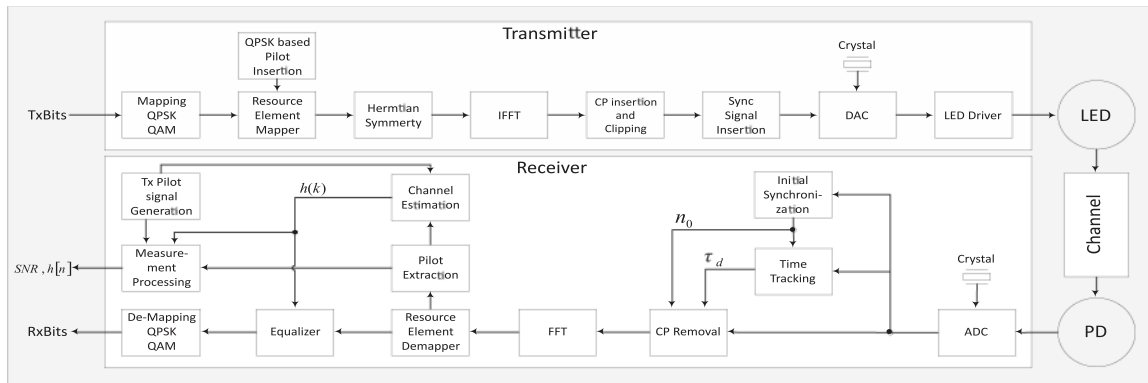 Transmitter
QPSK based
Pilot
Insertion
Crystal
TxBits
Mapping
QPSK
QAM
Resource
Element
Mapper
Hermtian
Symmerty
IFFT
CP insertion
and
Clipping
Sync
Signal
Insertion
DAC
LED Driver
LED
Receiver
Tx Pilot
signal
Generation
h(k)
Channel
Estimation
Initial
Synchroni-
zation
n₀
Channel
SNR, h[n]
Measure-
ment
Processing
Pilot
Extraction
τ_d
Time
Tracking
Crystal
RxBits
De-Mapping
QPSK
QAM
Equalizer
Resource
Element
Demapper
FFT
CP Removal
ADC
PD